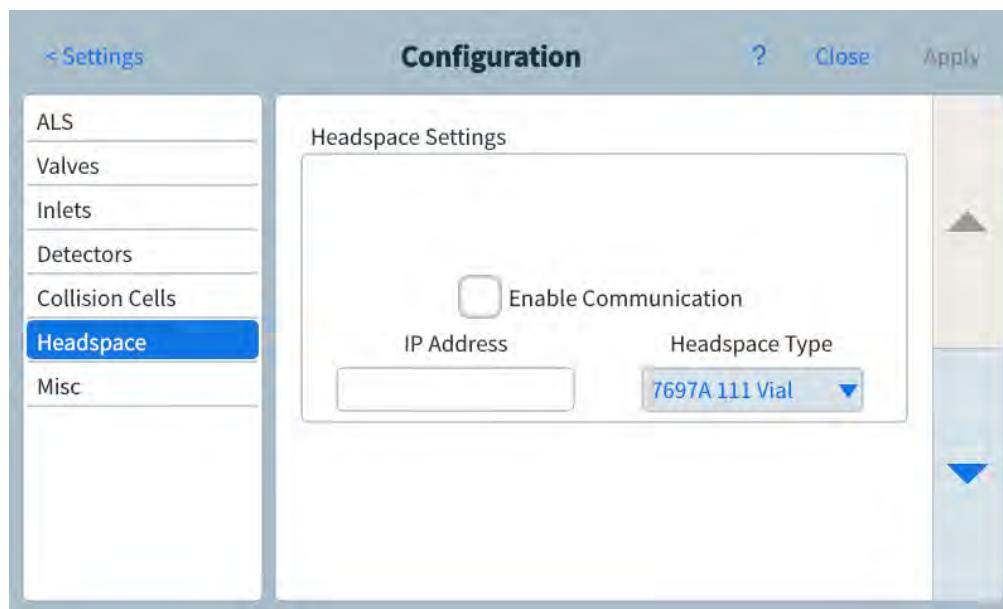 < Settings Configuration ? Close Apply
ALS
Valves
Inlets
Detectors
Collision Cells
Headspace
Misc
Headspace Settings
Enable Communication
IP Address Headspace Type
7697A 111 Vial